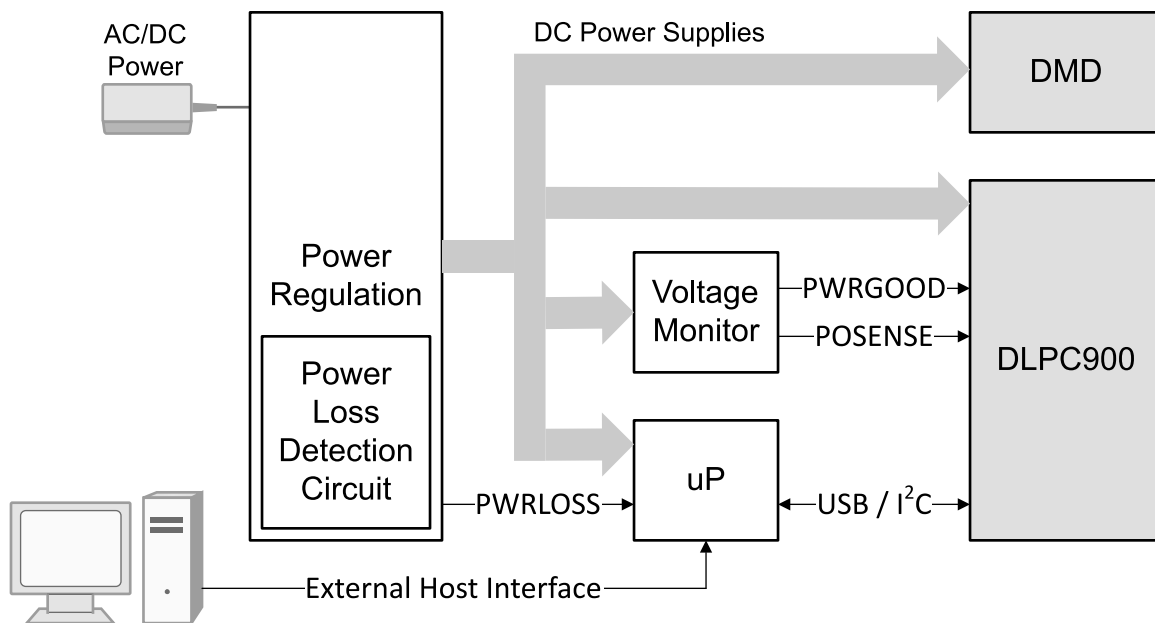 AC/DC
Power
DC Power Supplies
DMD
Power
Regulation
Voltage
Monitor
PWRGOOD
POSENSE
DLPC900
Power
Loss
Detection
Circuit
uP
PWRLOSS
USB / I²C
External Host Interface